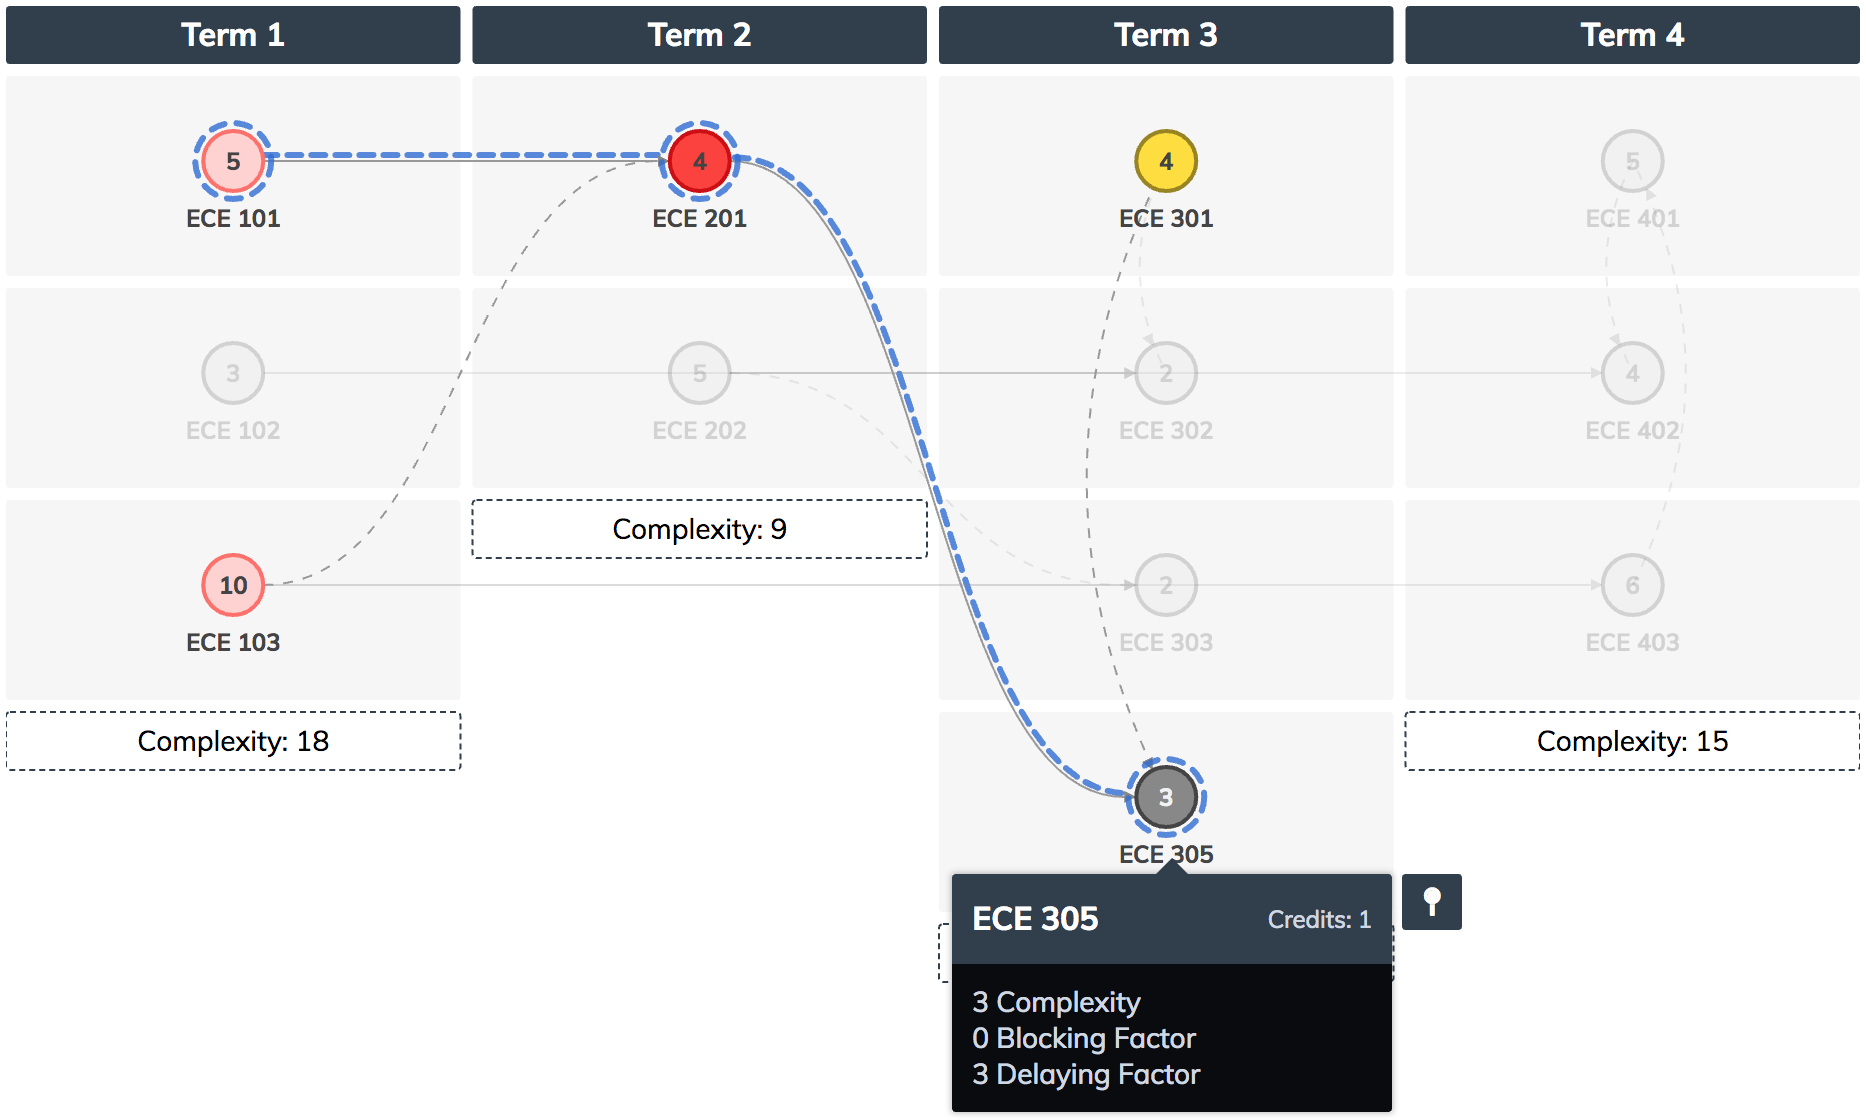 Term 1
Term 2
Term 3
Term 4
5
4
4
5
ECE 101
ECE 201
ECE 301
ECE 401
3
5
2
4
ECE 102
ECE 202
ECE 302
ECE 402
Complexity: 9
10
2
6
ECE 103
ECE 303
ECE 403
Complexity: 18
Complexity: 15
3
ECE 305
ECE 305
Credits: 1
3 Complexity
0 Blocking Factor
3 Delaying Factor